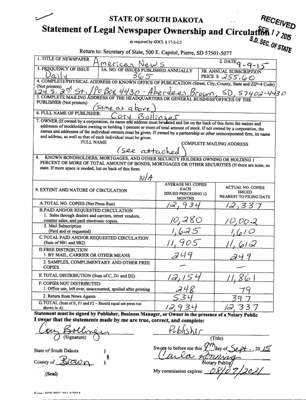 STATE OF SOUTH DAKOTA
Statement of Legal Newspaper Ownership and Circulation
RECEIVED
2 2015
S.D. SEC. OF STATE
as required by SDCL § 17-2-2.5
Return to: Secretary of State, 500 E. Capitol, Pierre, SD 57501-5077
1. TITLE OF NEWSPAPER American News
2. DATE 9-9-15
3. FREQUENCY OF ISSUE Daily
3A. NO. OF ISSUES PUBLISHED ANNUALLY 365
3B. ANNUAL SUBSCRIPTION PRICE $ 255.60
4. COMPLETE MAILING ADDRESS OF KNOWN OFFICE OF PUBLICATION (Street, City, County, State and ZIP+4 Code) (Not printers)
PO Box 4430 - Aberdeen, Brown SD 57402-4430
5. COMPLETE MAILING ADDRESS OF THE HEADQUARTERS OR GENERAL BUSINESS OFFICES OF THE PUBLISHER (Not printers)
(same as above)
6. FULL NAME OF PUBLISHER: Cory Bollinger
7. OWNER (If owned by a corporation, its name and address must be stated and list on the back of this form the names and addresses of stockholders owning or holding 1 percent or more of total amount of stock. If not owned by a corporation, the names and addresses of the individual owners must be given. If owned by a partnership or other unincorporated firm, its name and address, as well as that of each individual must be given.
FULL NAME
COMPLETE MAILING ADDRESS
(see attached)
8. KNOWN BONDHOLDERS, MORTGAGES, AND OTHER SECURITY HOLDERS OWNING OR HOLDING 1 PERCENT OR MORE OF TOTAL AMOUNT OF BONDS, MORTGAGES OR OTHER SECURITIES (If there are none, so state. If more space is needed, list on back of this form.
N/A
9. EXTENT AND NATURE OF CIRCULATION
AVERAGE NO. COPIES EACH ISSUED PRECEDING 12 MONTHS
ACTUAL NO. COPIES ISSUED NEAREST TO FILING DATE
A. TOTAL NO. COPIES (Net Press Run) 12,934 12,337
B. PAID AND/OR REQUESTED CIRCULATION
1. Sales through dealers and carriers, street vendors, counter sales, and paid electronic copies. 10,280 10,002
2. Mail Subscription (Paid and or requested) 1,625 1,610
C. TOTAL PAID AND/OR REQUESTED CIRCULATION (Sum of 9B1 and 9B2) 11,905 11,612
D. FREE DISTRIBUTION
1. BY MAIL, CARRIER OR OTHER MEANS 249 249
2. SAMPLES, COMPLIMENTARY AND OTHER FREE COPIES
E. TOTAL DISTRIBUTION (Sum of C, D1 and D2) 12,154 11,861
F. COPIES NOT DISTRIBUTED
1. Office use, left over, unaccounted, spoiled after printing 248 79
2. Return from News Agents 534 397
G. TOTAL (Sum of E, F1 and F2 - Should equal net press run shown in A) 12,934 12,337
Statement must be signed by Publisher, Business Manager, or Owner in the presence of a Notary Public
I swear that the statements made by me are true, correct, and complete:
Cory Bollinger
Publisher
(Signature)
(Title)
State of South Dakota )
Sworn to before me this 9th day of Sept., 20 15
County of Brown )
Carla
(Notary Public)
(Seal)
My commission expires: 08/07/2021